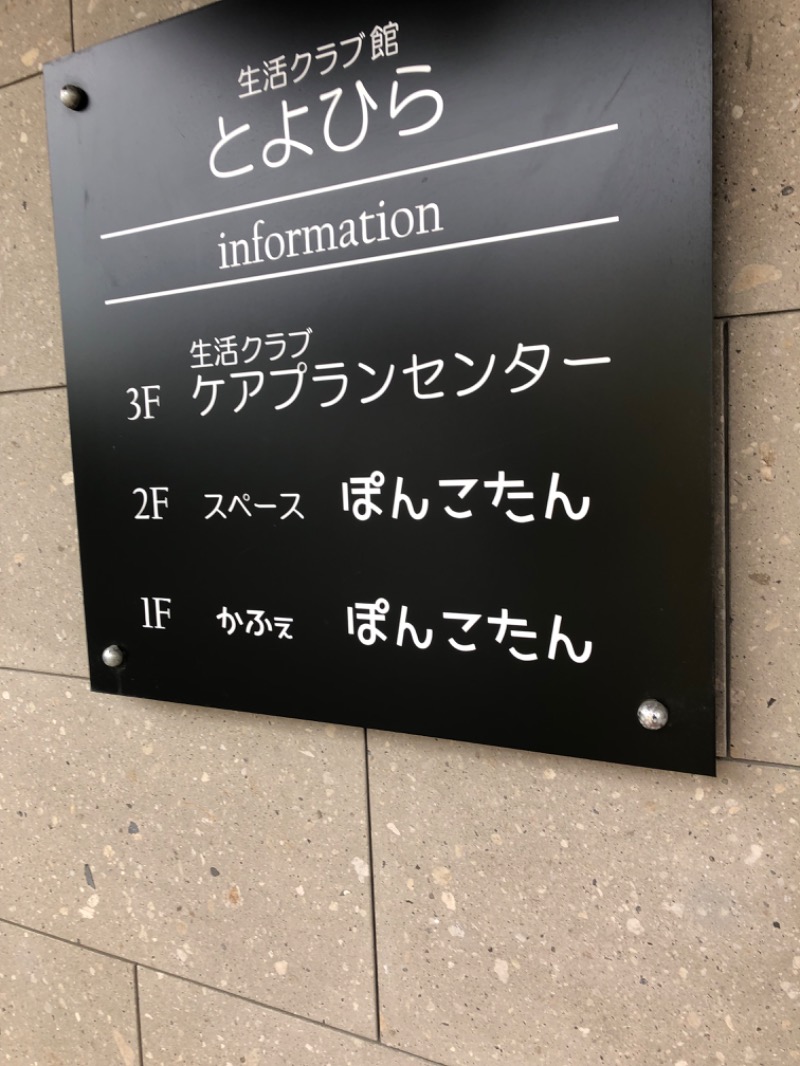 生活クラブ館
とよひら
information
生活クラブ
3F ケアプランセンター
2F スペース ぽんこたん
1F かふぇ ぽんこたん